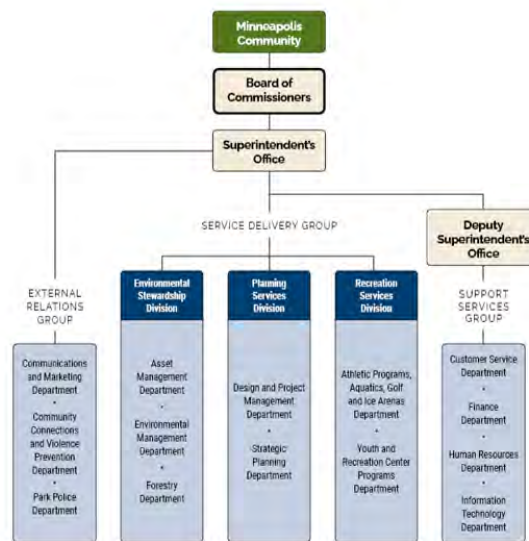 Minneapolis
Community
Board of
Commissioners
Superintendent's
Office
SERVICE DELIVERY GROUP
Deputy
Superintendent's
Office
EXTERNAL
RELATIONS
GROUP
Environmental
Stewardship
Division
Planning
Services
Division
Recreation
Services
Division
SUPPORT
SERVICES
GROUP
Communications
and Marketing
Department
•
Community
Connections
and Violence
Prevention
Department
•
Park Police
Department
Asset
Management
Department
•
Environmental
Management
Department
•
Forestry
Department
Design and Project
Management
Department
•
Strategic
Planning
Department
Athletic Programs,
Aquatics, Golf
and Ice Arenas
Department
•
Youth and
Recreation Center
Programs
Department
Customer Service
Department
•
Finance
Department
•
Human Resources
Department
•
Information
Technology
Department